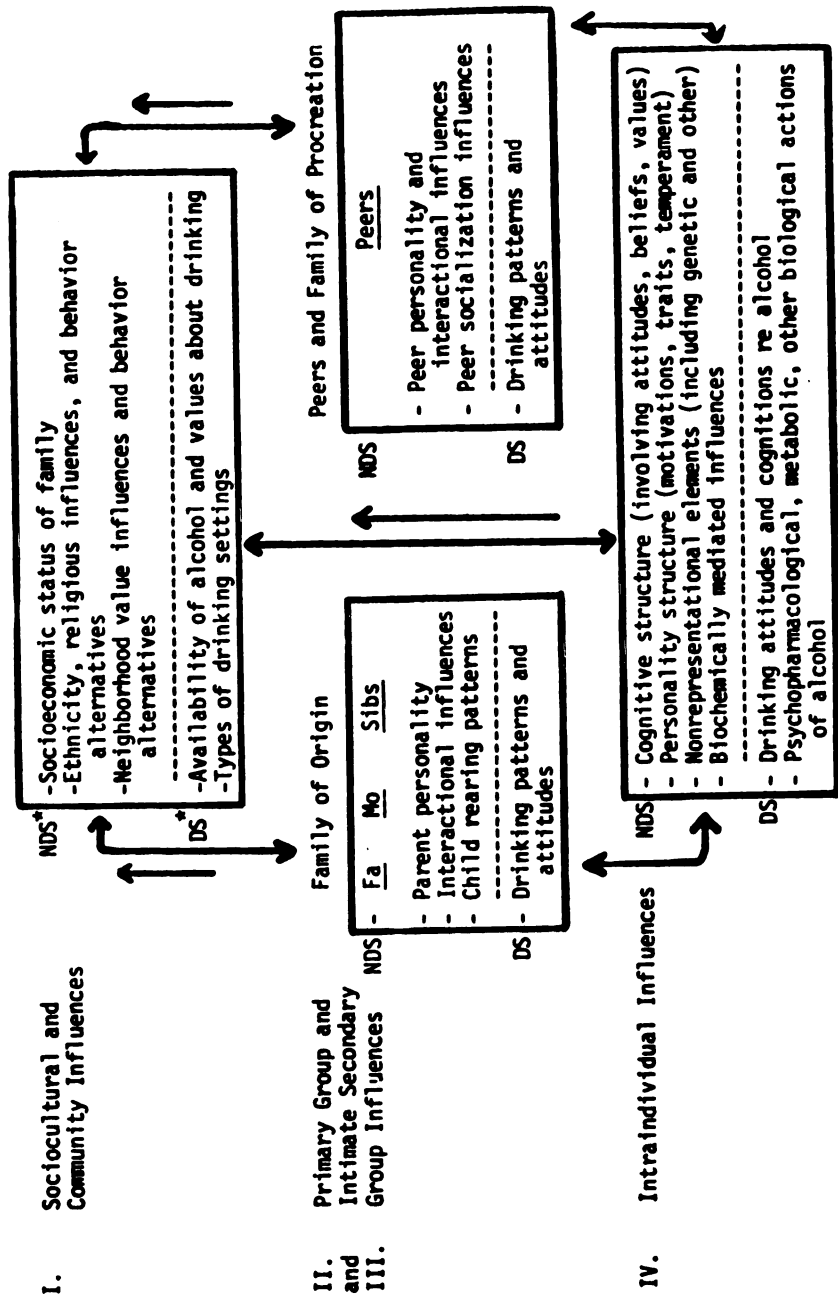 I. Sociocultural and
Community Influences
NDS* -Socioeconomic status of family
-Ethnicity, religious influences, and behavior
alternatives
-Neighborhood value influences and behavior
alternatives
DS* -Availability of alcohol and values about drinking
-Types of drinking settings
II. Primary Group and
and Intimate Secondary
III. Group Influences
Family of Origin
NDS - Fa Mo Sibs
- Parent personality
- Interactional influences
- Child rearing patterns
DS - Drinking patterns and
attitudes
Peers and Family of Procreation
NDS Peers
- Peer personality and
interactional influences
- Peer socialization influences
DS - Drinking patterns and
attitudes
IV. Intraindividual Influences
NDS - Cognitive structure (involving attitudes, beliefs, values)
- Personality structure (motivations, traits, temperament)
- Nonrepresentational elements (including genetic and other)
- Biochemically mediated influences
DS - Drinking attitudes and cognitions re alcohol
- Psychopharmacological, metabolic, other biological actions
of alcohol